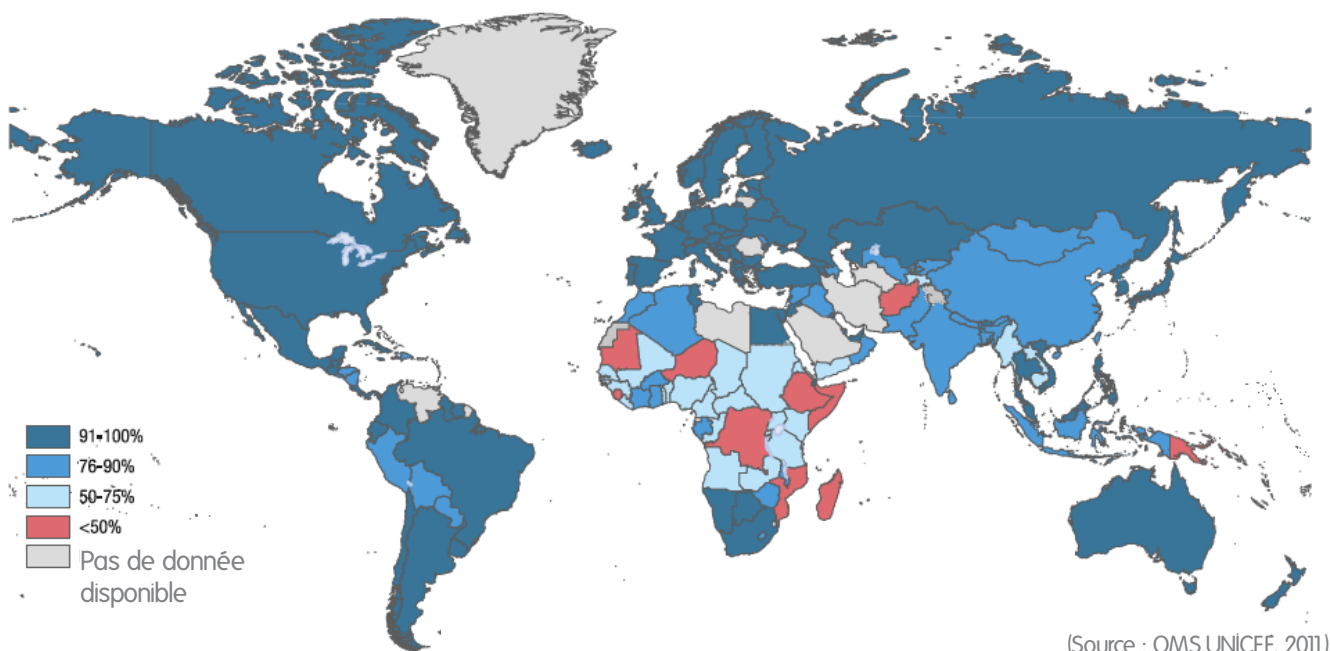 91-100%
76-90%
50-75%
<50%
Pas de donnée
disponible
(Source : OMS UNICEF, 2011)